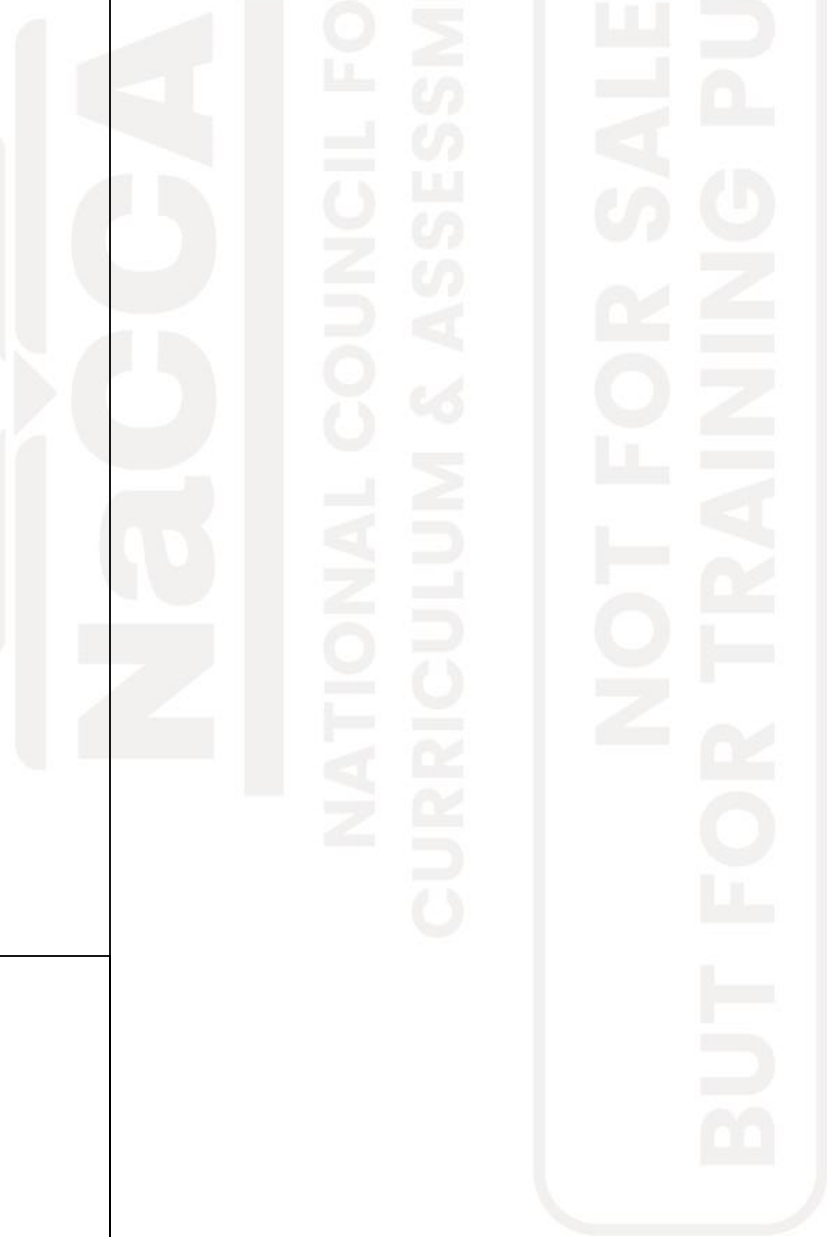 NaCCA
NATIONAL COUNCIL FO
CURRICULUM & ASSESSM
NOT FOR SALE
BUT FOR TRAINING PU